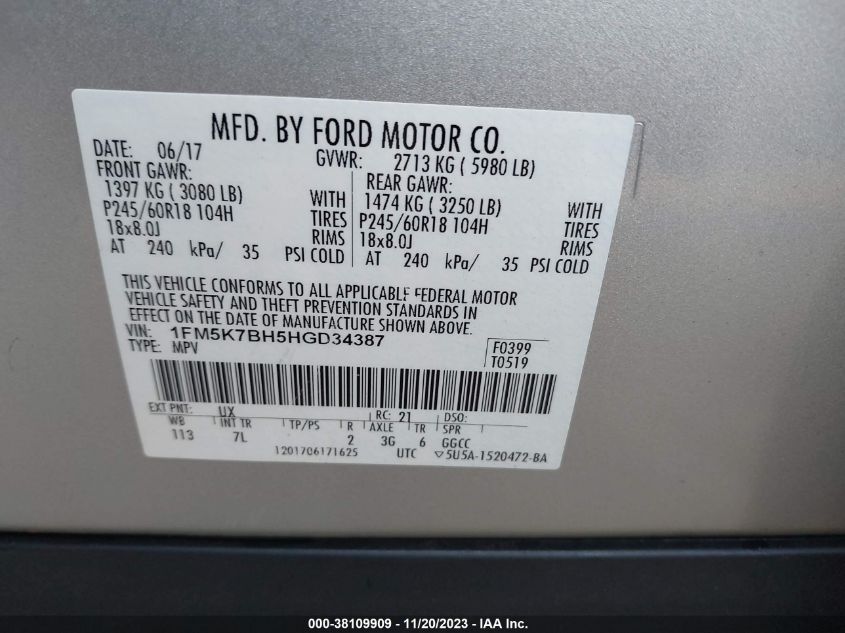 MFD. BY FORD MOTOR CO.
DATE: 06/17 GVWR: 2713 KG ( 5980 LB)
FRONT GAWR: REAR GAWR:
1397 KG ( 3080 LB) WITH 1474 KG ( 3250 LB) WITH
P245/60R18 104H TIRES P245/60R18 104H TIRES
18x8.0J RIMS 18x8.0J RIMS
AT 240 kPa/ 35 PSI COLD AT 240 kPa/ 35 PSI COLD
THIS VEHICLE CONFORMS TO ALL APPLICABLE FEDERAL MOTOR
VEHICLE SAFETY AND THEFT PREVENTION STANDARDS IN
EFFECT ON THE DATE OF MANUFACTURE SHOWN ABOVE.
VIN: 1FM5K7BH5HGD34387 F0399
TYPE: MPV T0519
EXT PNT: UX RC: 21 DSO:
WB INT TR TP/PS R AXLE TR SPR
113 7L 2 3G 6 GGCC
1201706171625 UTC ▽5U5A-1520472-BA
000-38109909 - 11/20/2023 - IAA Inc.